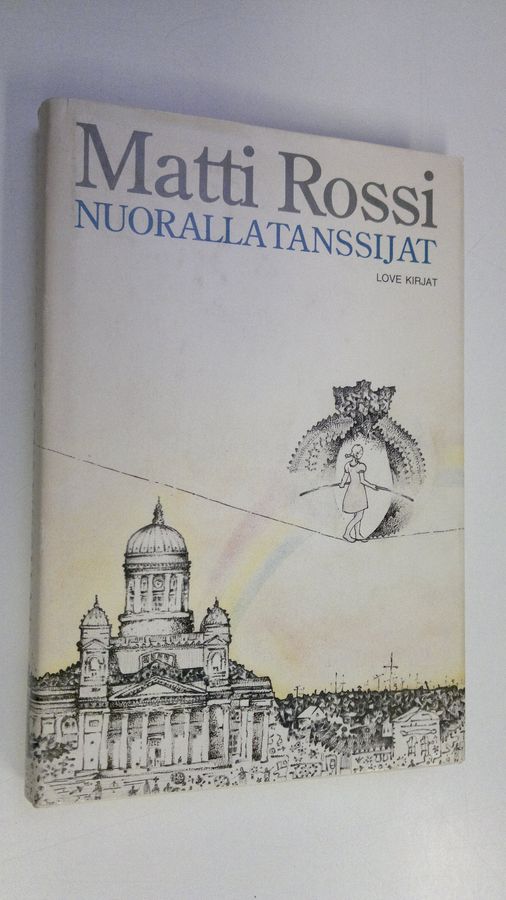 Matti Rossi
NUORALLATANSSIJAT
LOVE KIRJAT